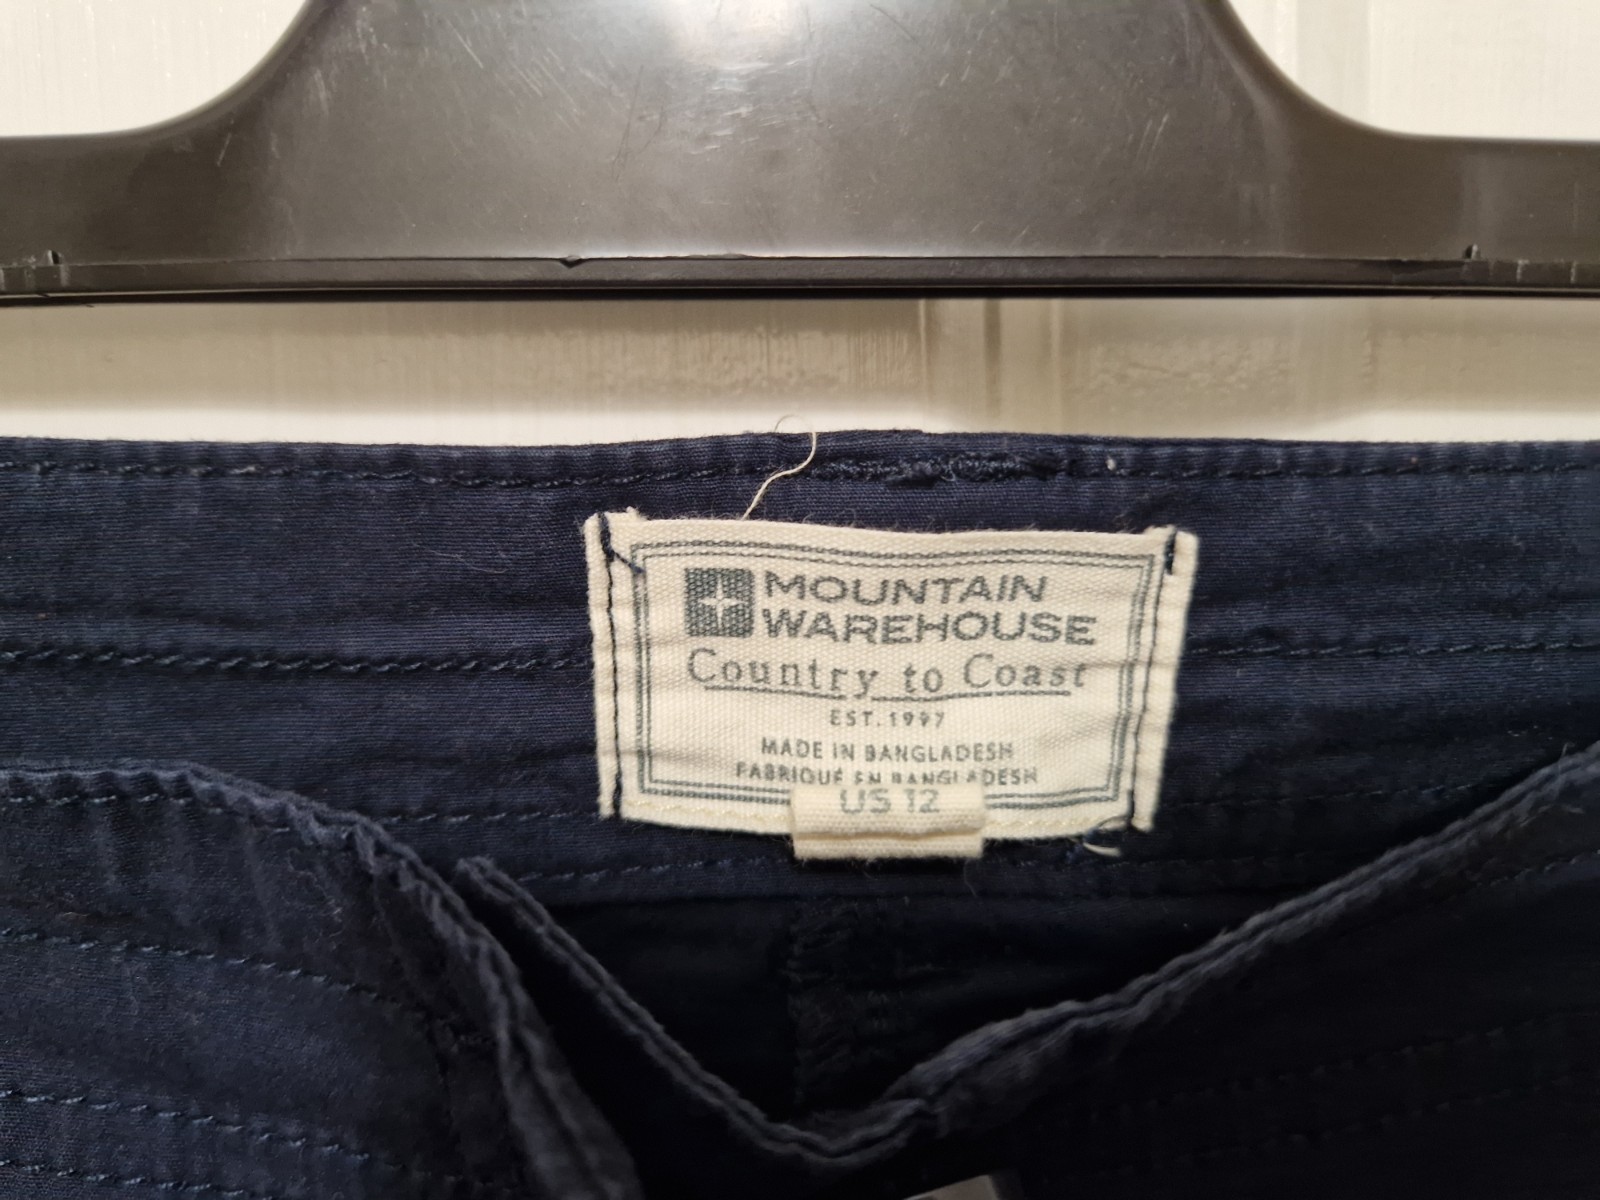 MOUNTAIN
WAREHOUSE
Country to Coast
EST. 1997
MADE IN BANGLADESH
FABRIQUÉ EN BANGLADESH
US 12